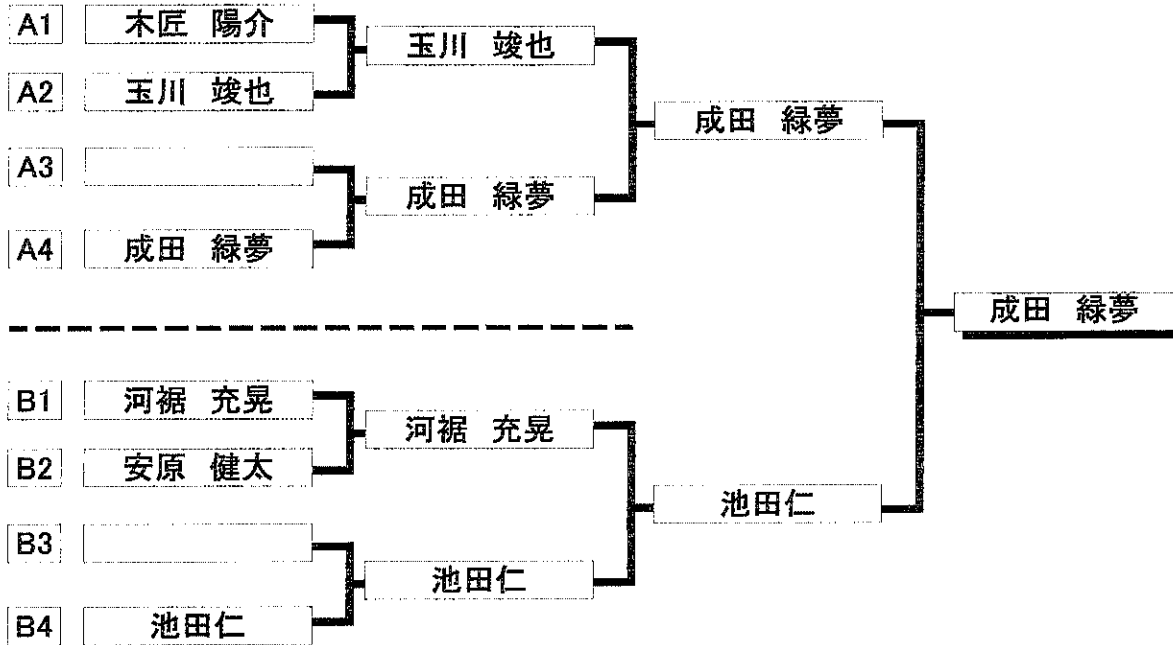 A1 木匠 陽介
玉川 竣也
A2 玉川 竣也
成田 緑夢
A3
成田 緑夢
A4 成田 緑夢
成田 緑夢
B1 河裾 充晃
河裾 充晃
B2 安原 健太
池田仁
B3
池田仁
B4 池田仁